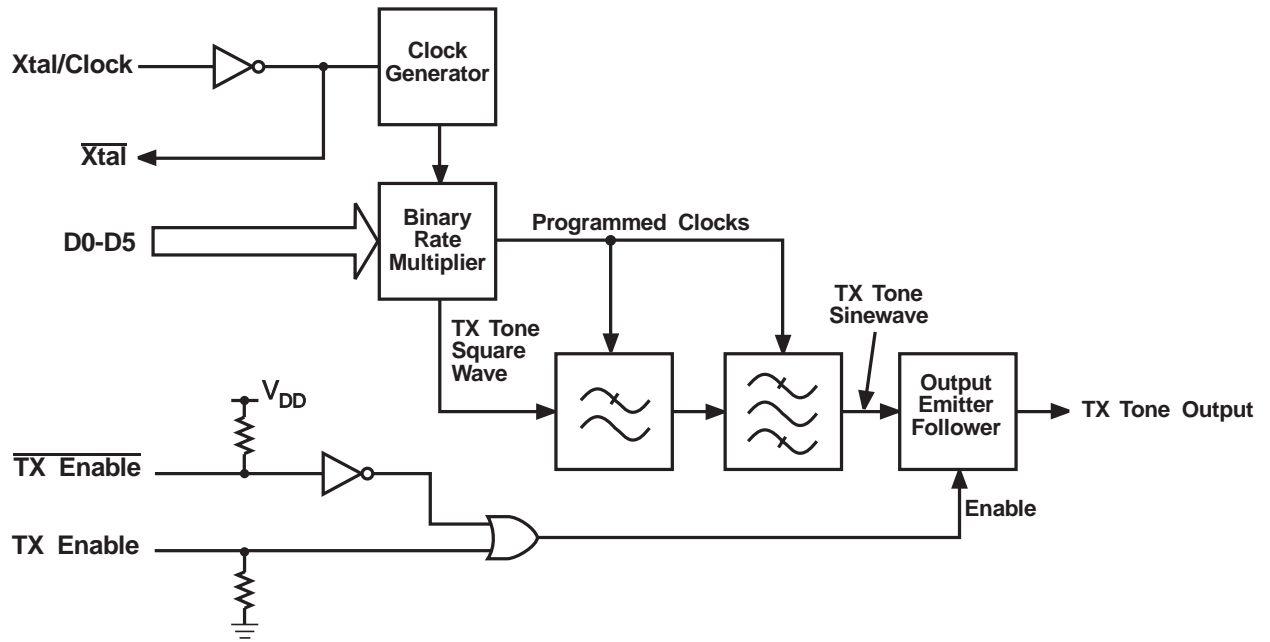 Xtal/Clock
Clock
Generator
Xtal
D0-D5
Binary
Rate
Multiplier
Programmed Clocks
TX Tone
Square
Wave
TX Tone
Sinewave
Output
Emitter
Follower
TX Tone Output
VDD
TX Enable
Enable
TX Enable